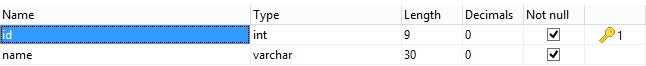 Name Type Length Decimals Not null
id int 9 0 1
name varchar 30 0